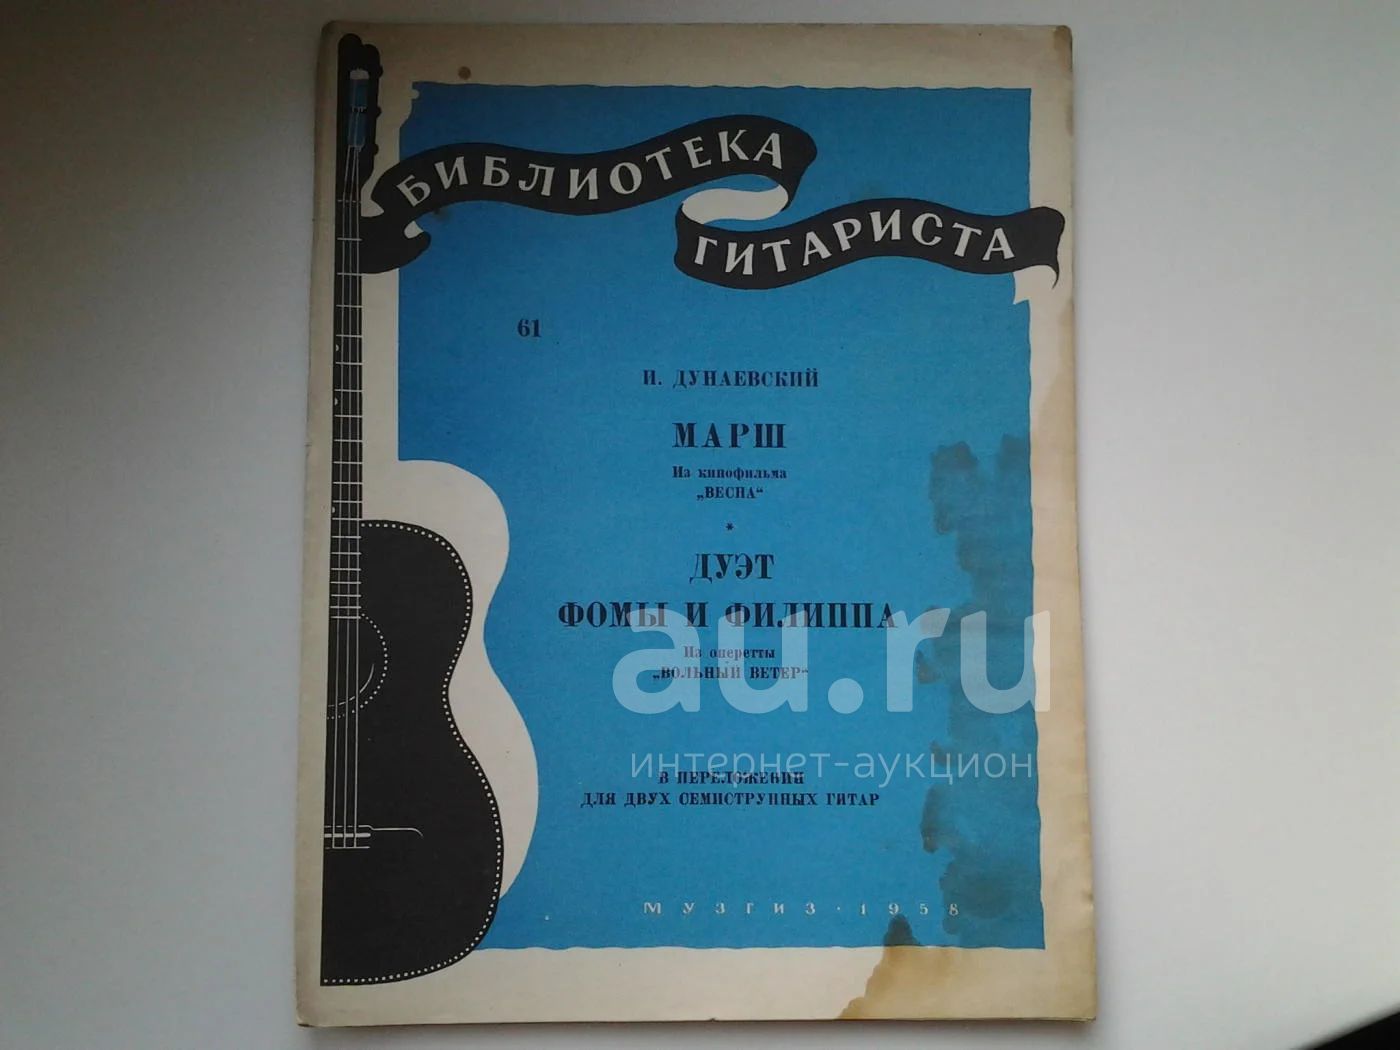 БИБЛИОТЕКА
ГИТАРИСТА
61
И. ДУНАЕВСКИЙ
МАРШ
Из кинофильма
„ВЕСНА“
*
ДУЭТ
ФОМЫ И ФИЛИППА
Из оперетты
„ВОЛЬНЫЙ ВЕТЕР“
au.ru
интернет-аукцион
В ПЕРЕЛОЖЕНИИ
ДЛЯ ДВУХ СЕМИСТРУННЫХ ГИТАР
МУЗГИЗ · 1958